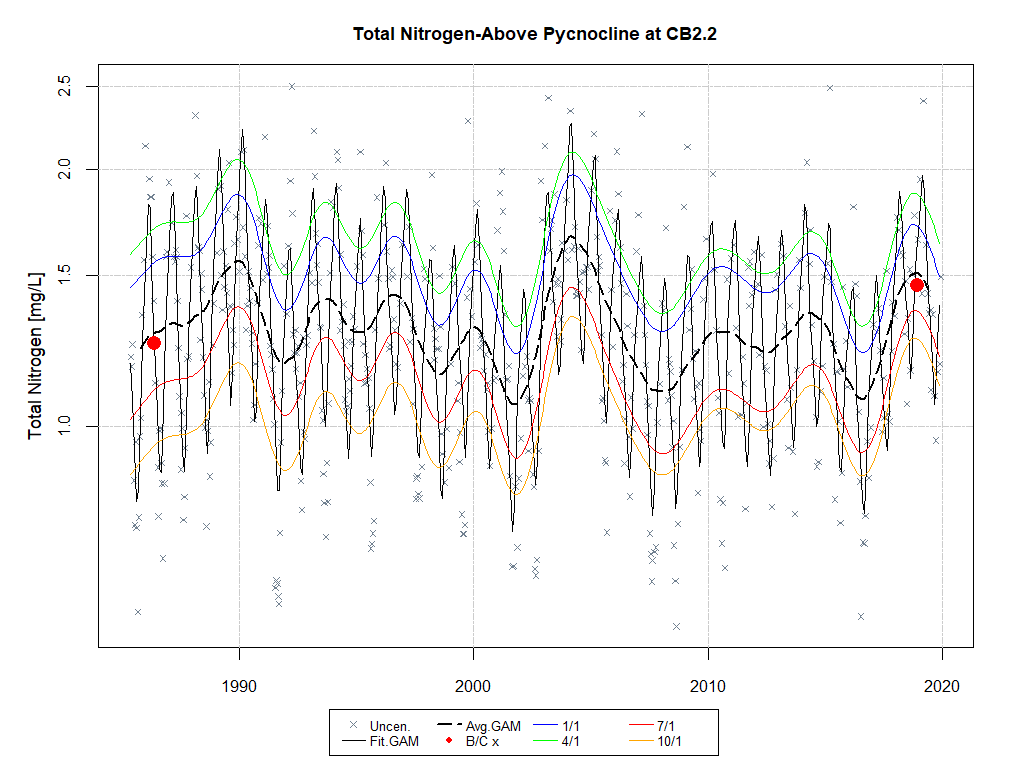 Total Nitrogen-Above Pycnocline at CB2.2
Total Nitrogen [mg/L]
2.5
2.0
1.5
1.0
1990 2000 2010 2020
Uncen. Avg.GAM 1/1 7/1
Fit.GAM B/C x 4/1 10/1